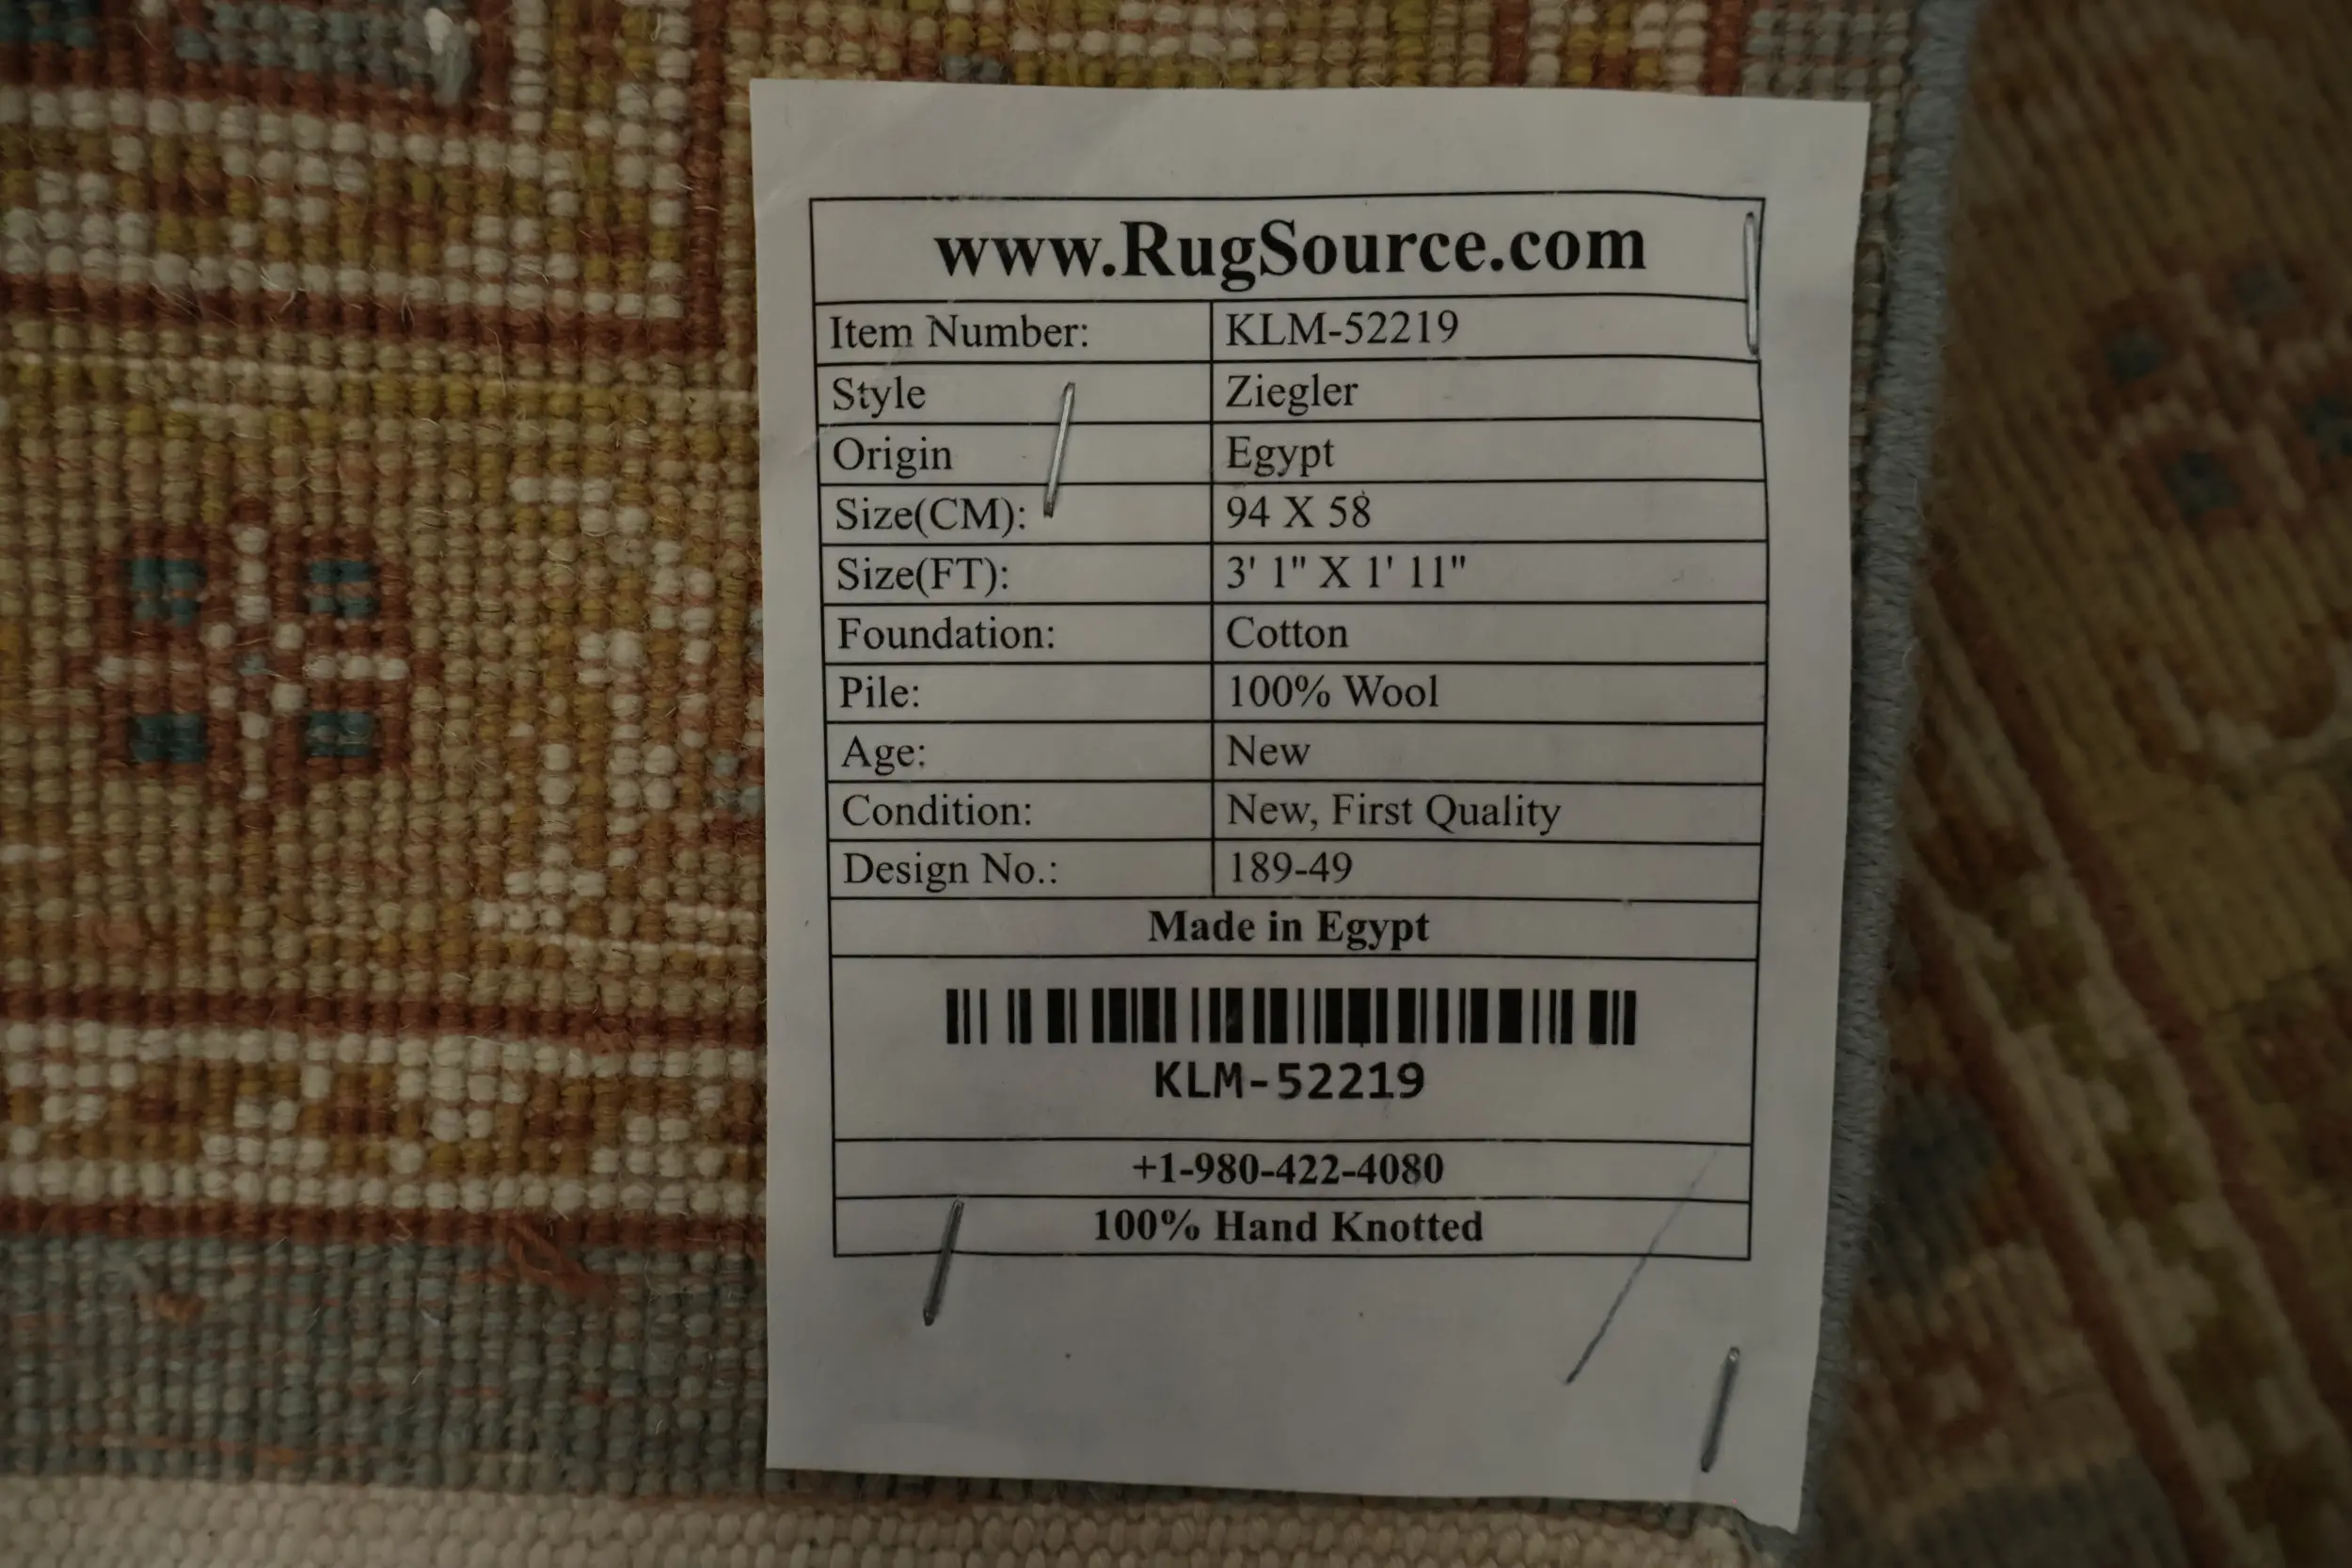 www.RugSource.com
Item Number: KLM-52219
Style Ziegler
Origin Egypt
Size(CM): 94 X 58
Size(FT): 3' 1" X 1' 11"
Foundation: Cotton
Pile: 100% Wool
Age: New
Condition: New, First Quality
Design No.: 189-49
Made in Egypt
KLM-52219
+1-980-422-4080
100% Hand Knotted